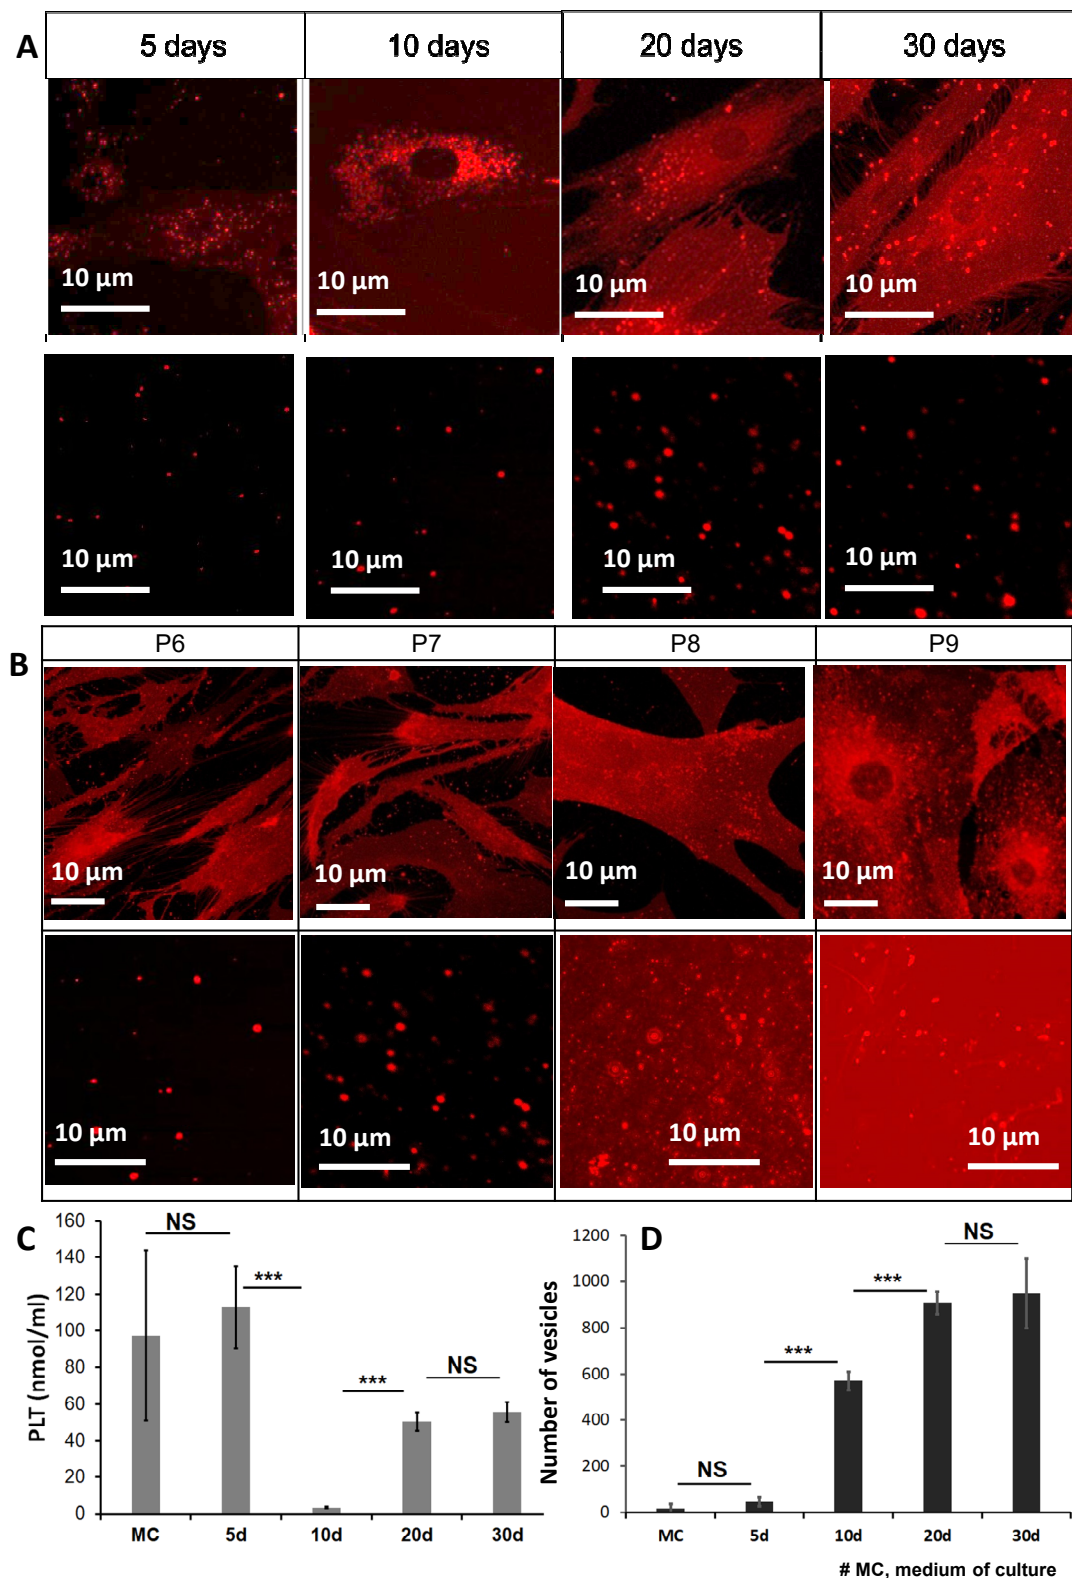 A
5 days 10 days 20 days 30 days
10 µm 10 µm 10 µm 10 µm
10 µm 10 µm 10 µm 10 µm
B
P6 P7 P8 P9
10 µm 10 µm 10 µm 10 µm
10 µm 10 µm 10 µm 10 µm
C
PLT (nmol/ml)
160
140
120
100
80
60
40
20
0
NS
***
***
NS
MC 5d 10d 20d 30d
D
Number of vesicles
1200
1000
800
600
400
200
0
NS
***
***
NS
MC 5d 10d 20d 30d
# MC, medium of culture